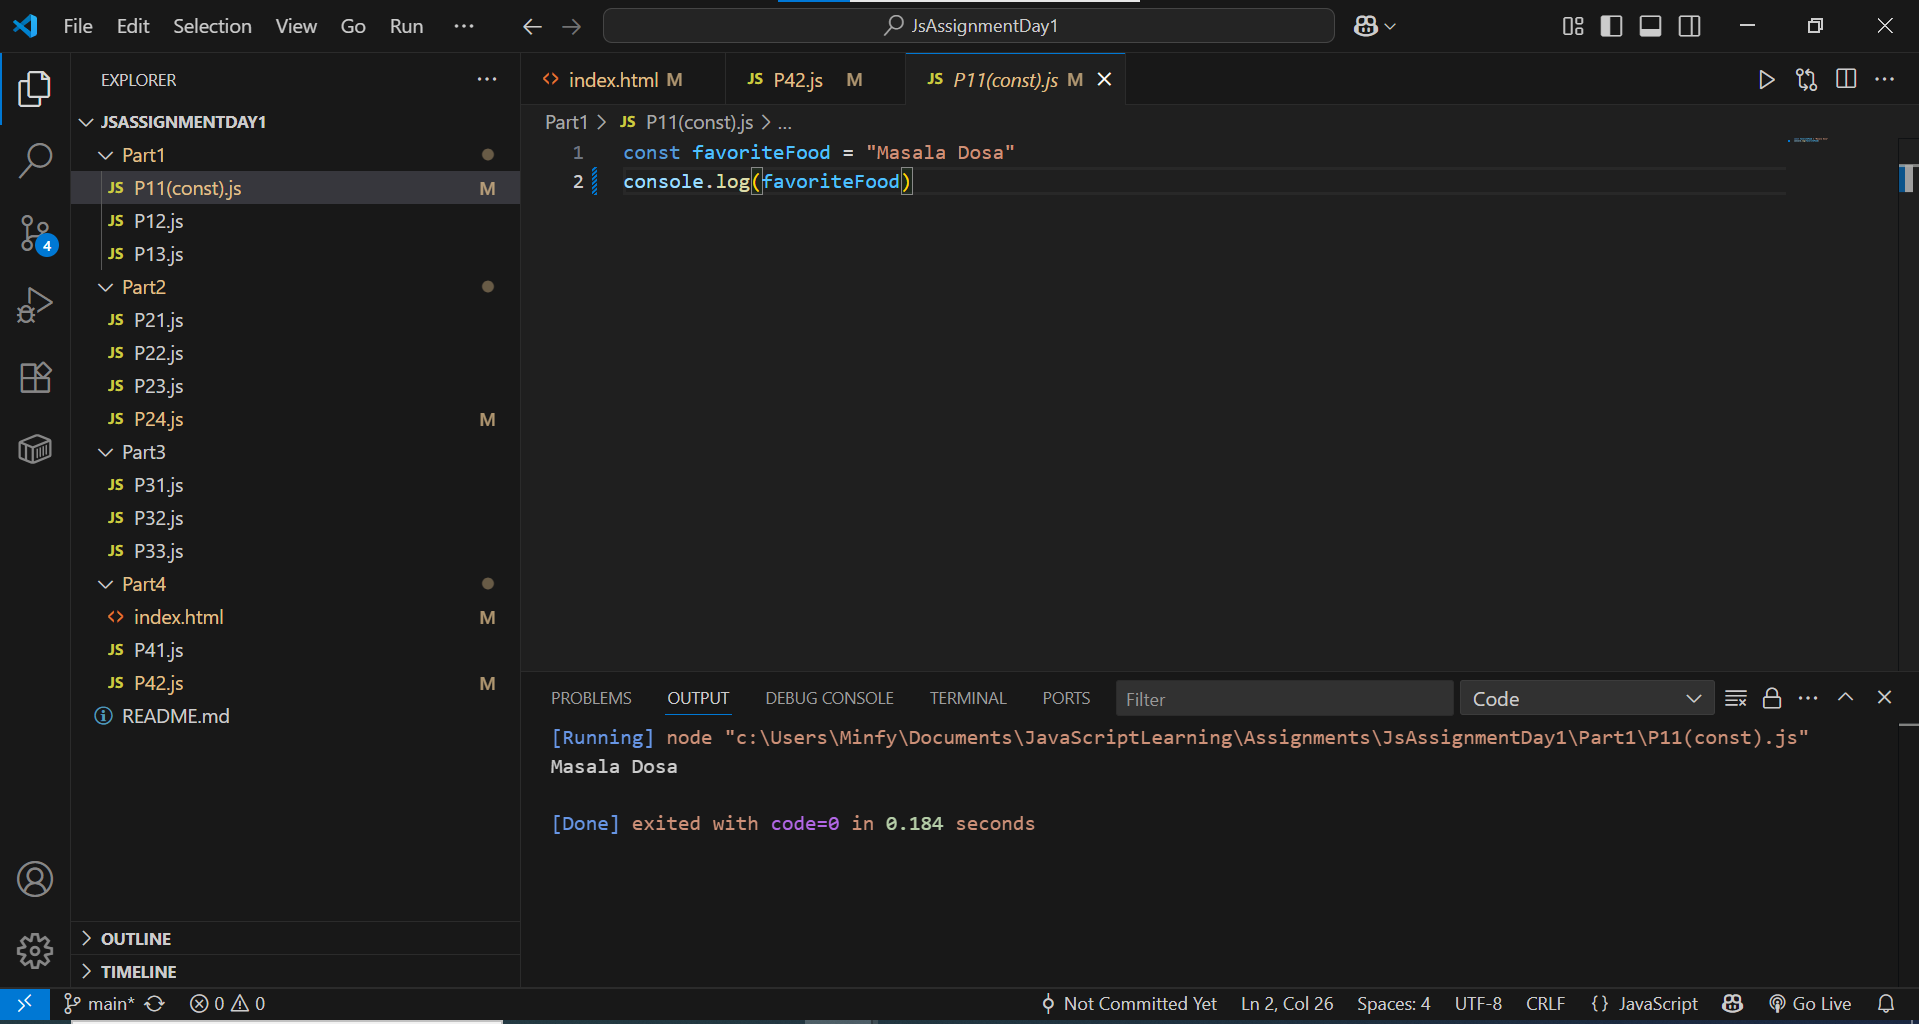 File Edit Selection View Go Run ··· JsAssignmentDay1
EXPLORER ···
JSASSIGNMENTDAY1
Part1
JS P11(const).js M
JS P12.js
JS P13.js
Part2
JS P21.js
JS P22.js
JS P23.js
JS P24.js M
Part3
JS P31.js
JS P32.js
JS P33.js
Part4
<> index.html M
JS P41.js
JS P42.js M
README.md
OUTLINE
TIMELINE
4
<> index.html M JS P42.js M JS P11(const).js M
Part1 > JS P11(const).js > ...
1 const favoriteFood = "Masala Dosa"
2 console.log(favoriteFood)
PROBLEMS OUTPUT DEBUG CONSOLE TERMINAL PORTS Filter Code
[Running] node "c:\Users\Minfy\Documents\JavaScriptLearning\Assignments\JsAssignmentDay1\Part1\P11(const).js"
Masala Dosa
[Done] exited with code=0 in 0.184 seconds
main* 0 0 Not Committed Yet Ln 2, Col 26 Spaces: 4 UTF-8 CRLF {} JavaScript Go Live